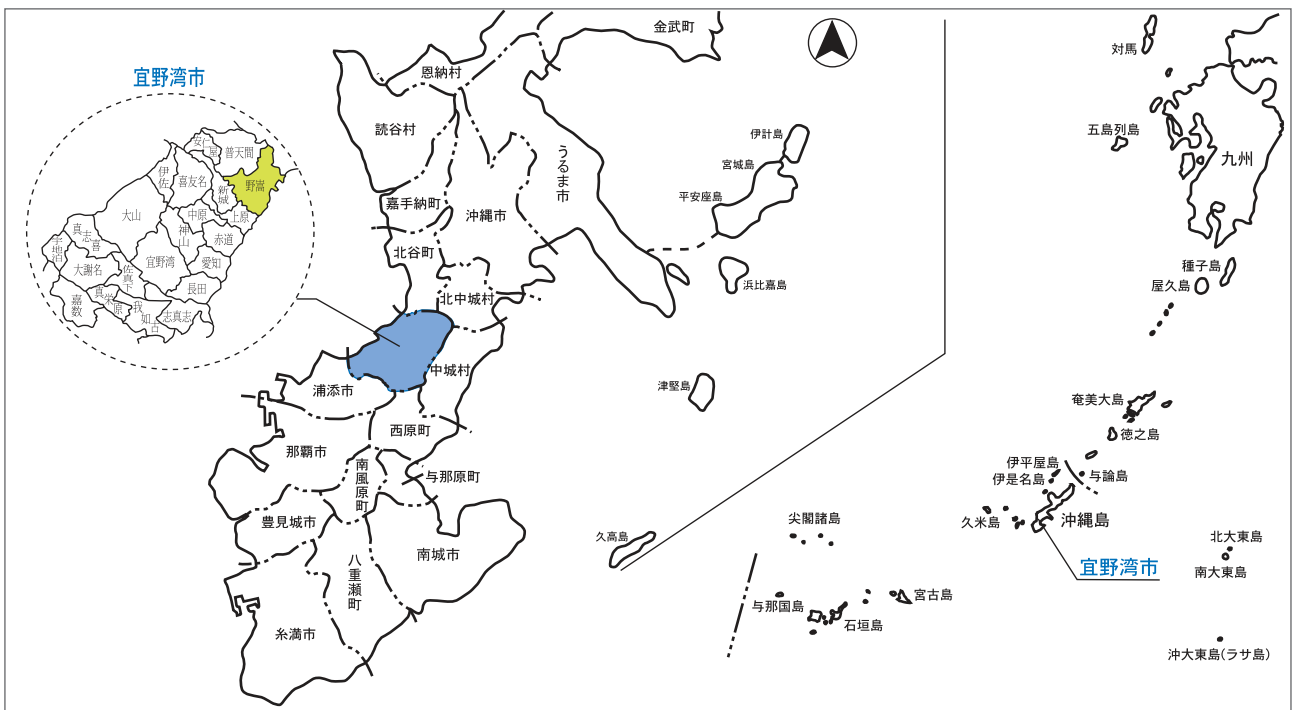 宜野湾市
安仁屋
普天間
伊佐
喜友名
新城
野嵩
大山
中原
上原
神山
赤道
真志喜
宇地泊
大謝名
佐真下
宜野湾
愛知
長田
嘉数
真栄原
我如古
志真志
金武町
恩納村
読谷村
うるま市
嘉手納町
沖縄市
北谷町
北中城村
中城村
浦添市
西原町
那覇市
南風原町
与那原町
豊見城市
南城市
八重瀬町
糸満市
伊計島
宮城島
平安座島
浜比嘉島
津堅島
久高島
対馬
五島列島
九州
種子島
屋久島
奄美大島
徳之島
伊平屋島
伊是名島
与論島
久米島
沖縄島
宜野湾市
北大東島
南大東島
尖閣諸島
与那国島
石垣島
宮古島
沖大東島(ラサ島)